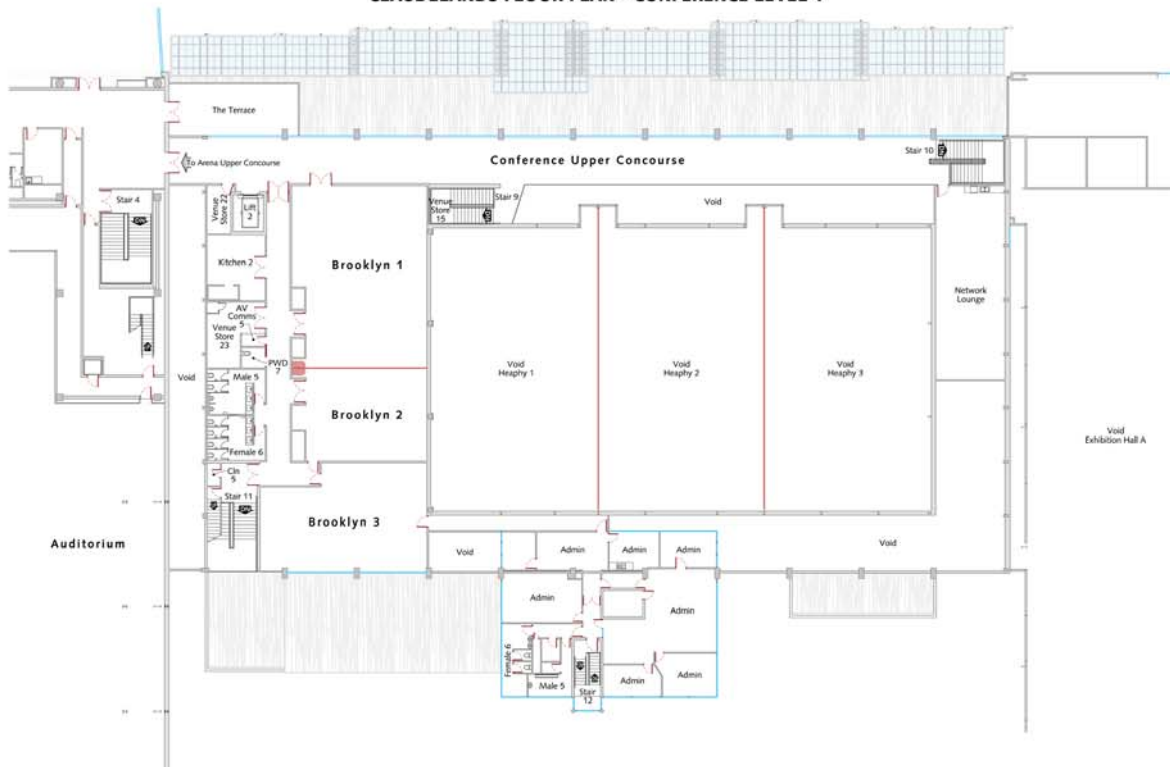 The Terrace
To Arena Upper Concourse
Conference Upper Concourse
Stair 10
Stair 4
Venue
Store 22
Lift
2
Venue
Store
15
Stair 9
Void
Kitchen 2
Brooklyn 1
Network
Lounge
AV
Comms
5
Venue
Store
23
PWD
7
Void
Male 5
Void
Heaphy 1
Void
Heaphy 2
Void
Heaphy 3
Brooklyn 2
Female 6
Void
Exhibition Hall A
Cln
5
Stair 11
Brooklyn 3
Auditorium
Void
Admin
Admin
Admin
Void
Admin
Admin
Female 6
Male 5
Stair
12
Admin
Admin